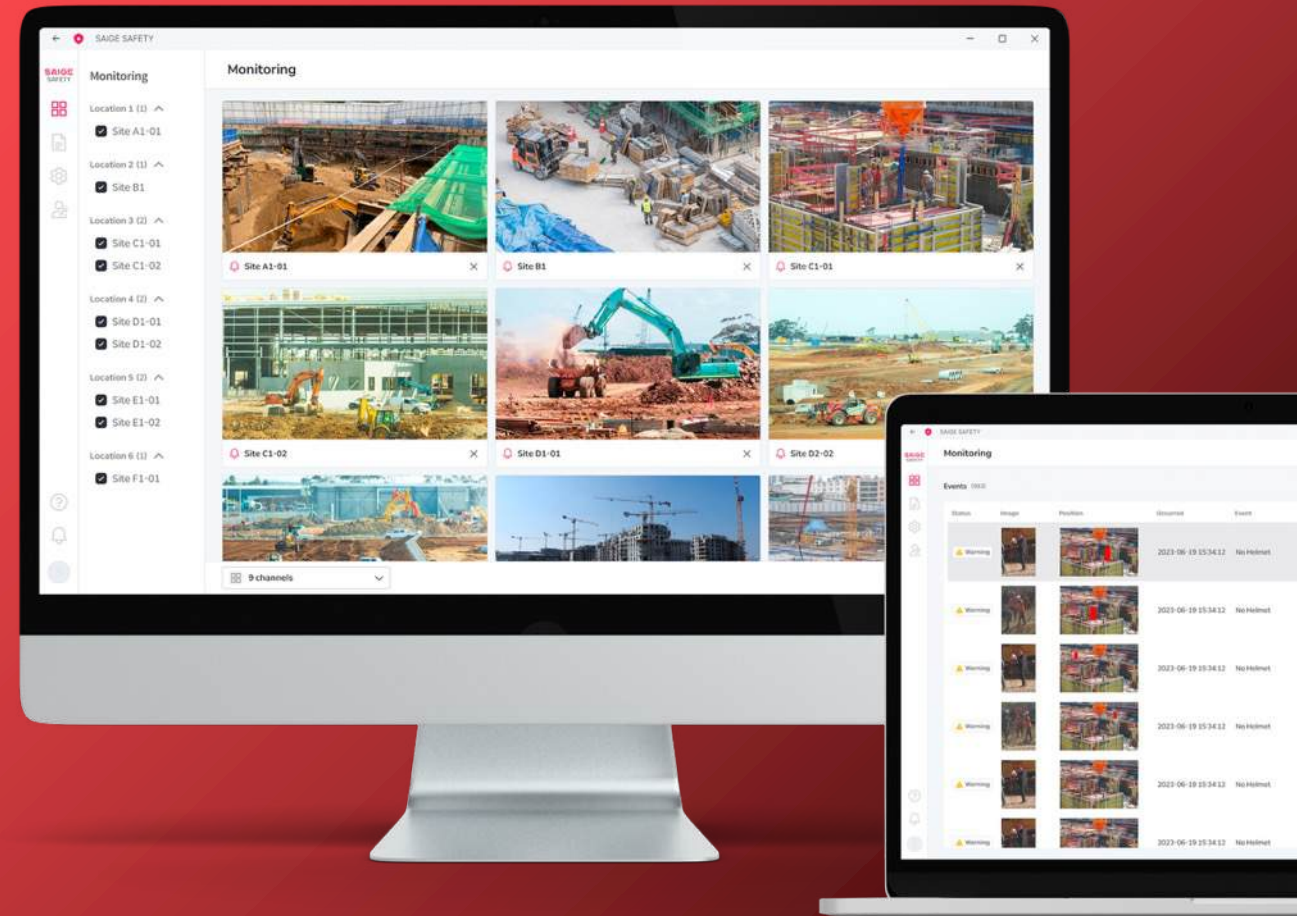 SAIGE SAFETY
SAIGE
SAFETY
Monitoring
Location 1 (1)
Site A1-01
Location 2 (1)
Site B1
Location 3 (2)
Site C1-01
Site C1-02
Location 4 (2)
Site D1-01
Site D1-02
Location 5 (2)
Site E1-01
Site E1-02
Location 6 (1)
Site F1-01
Monitoring
Site A1-01
Site B1
Site C1-01
Site C1-02
Site D1-01
Site D2-02
9 channels
SAIGE SAFETY
SAIGE
SAFETY
Monitoring
Events
Status Image Position Occurred Event
Warning 2023-06-19 15:34:12 No Helmet
Warning 2023-06-19 15:34:12 No Helmet
Warning 2023-06-19 15:34:12 No Helmet
Warning 2023-06-19 15:34:12 No Helmet
Warning 2023-06-19 15:34:12 No Helmet
Warning 2023-06-19 15:34:12 No Helmet